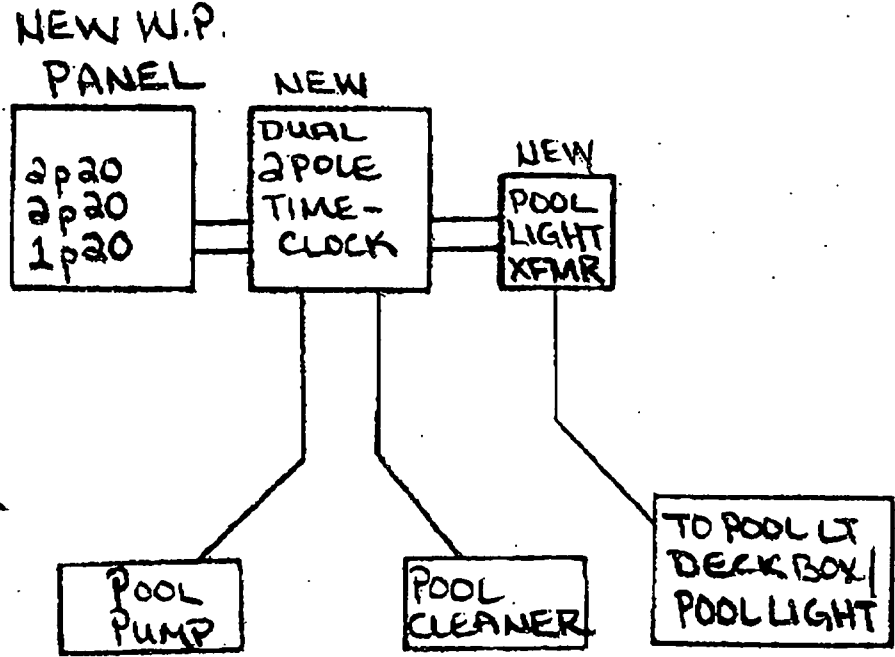 NEW W.P.
PANEL
2p20
2p20
1p20
NEW
DUAL
2POLE
TIME-
CLOCK
NEW
POOL
LIGHT
XFMR
POOL
PUMP
POOL
CLEANER
TO POOL LT
DECK BOX/
POOL LIGHT